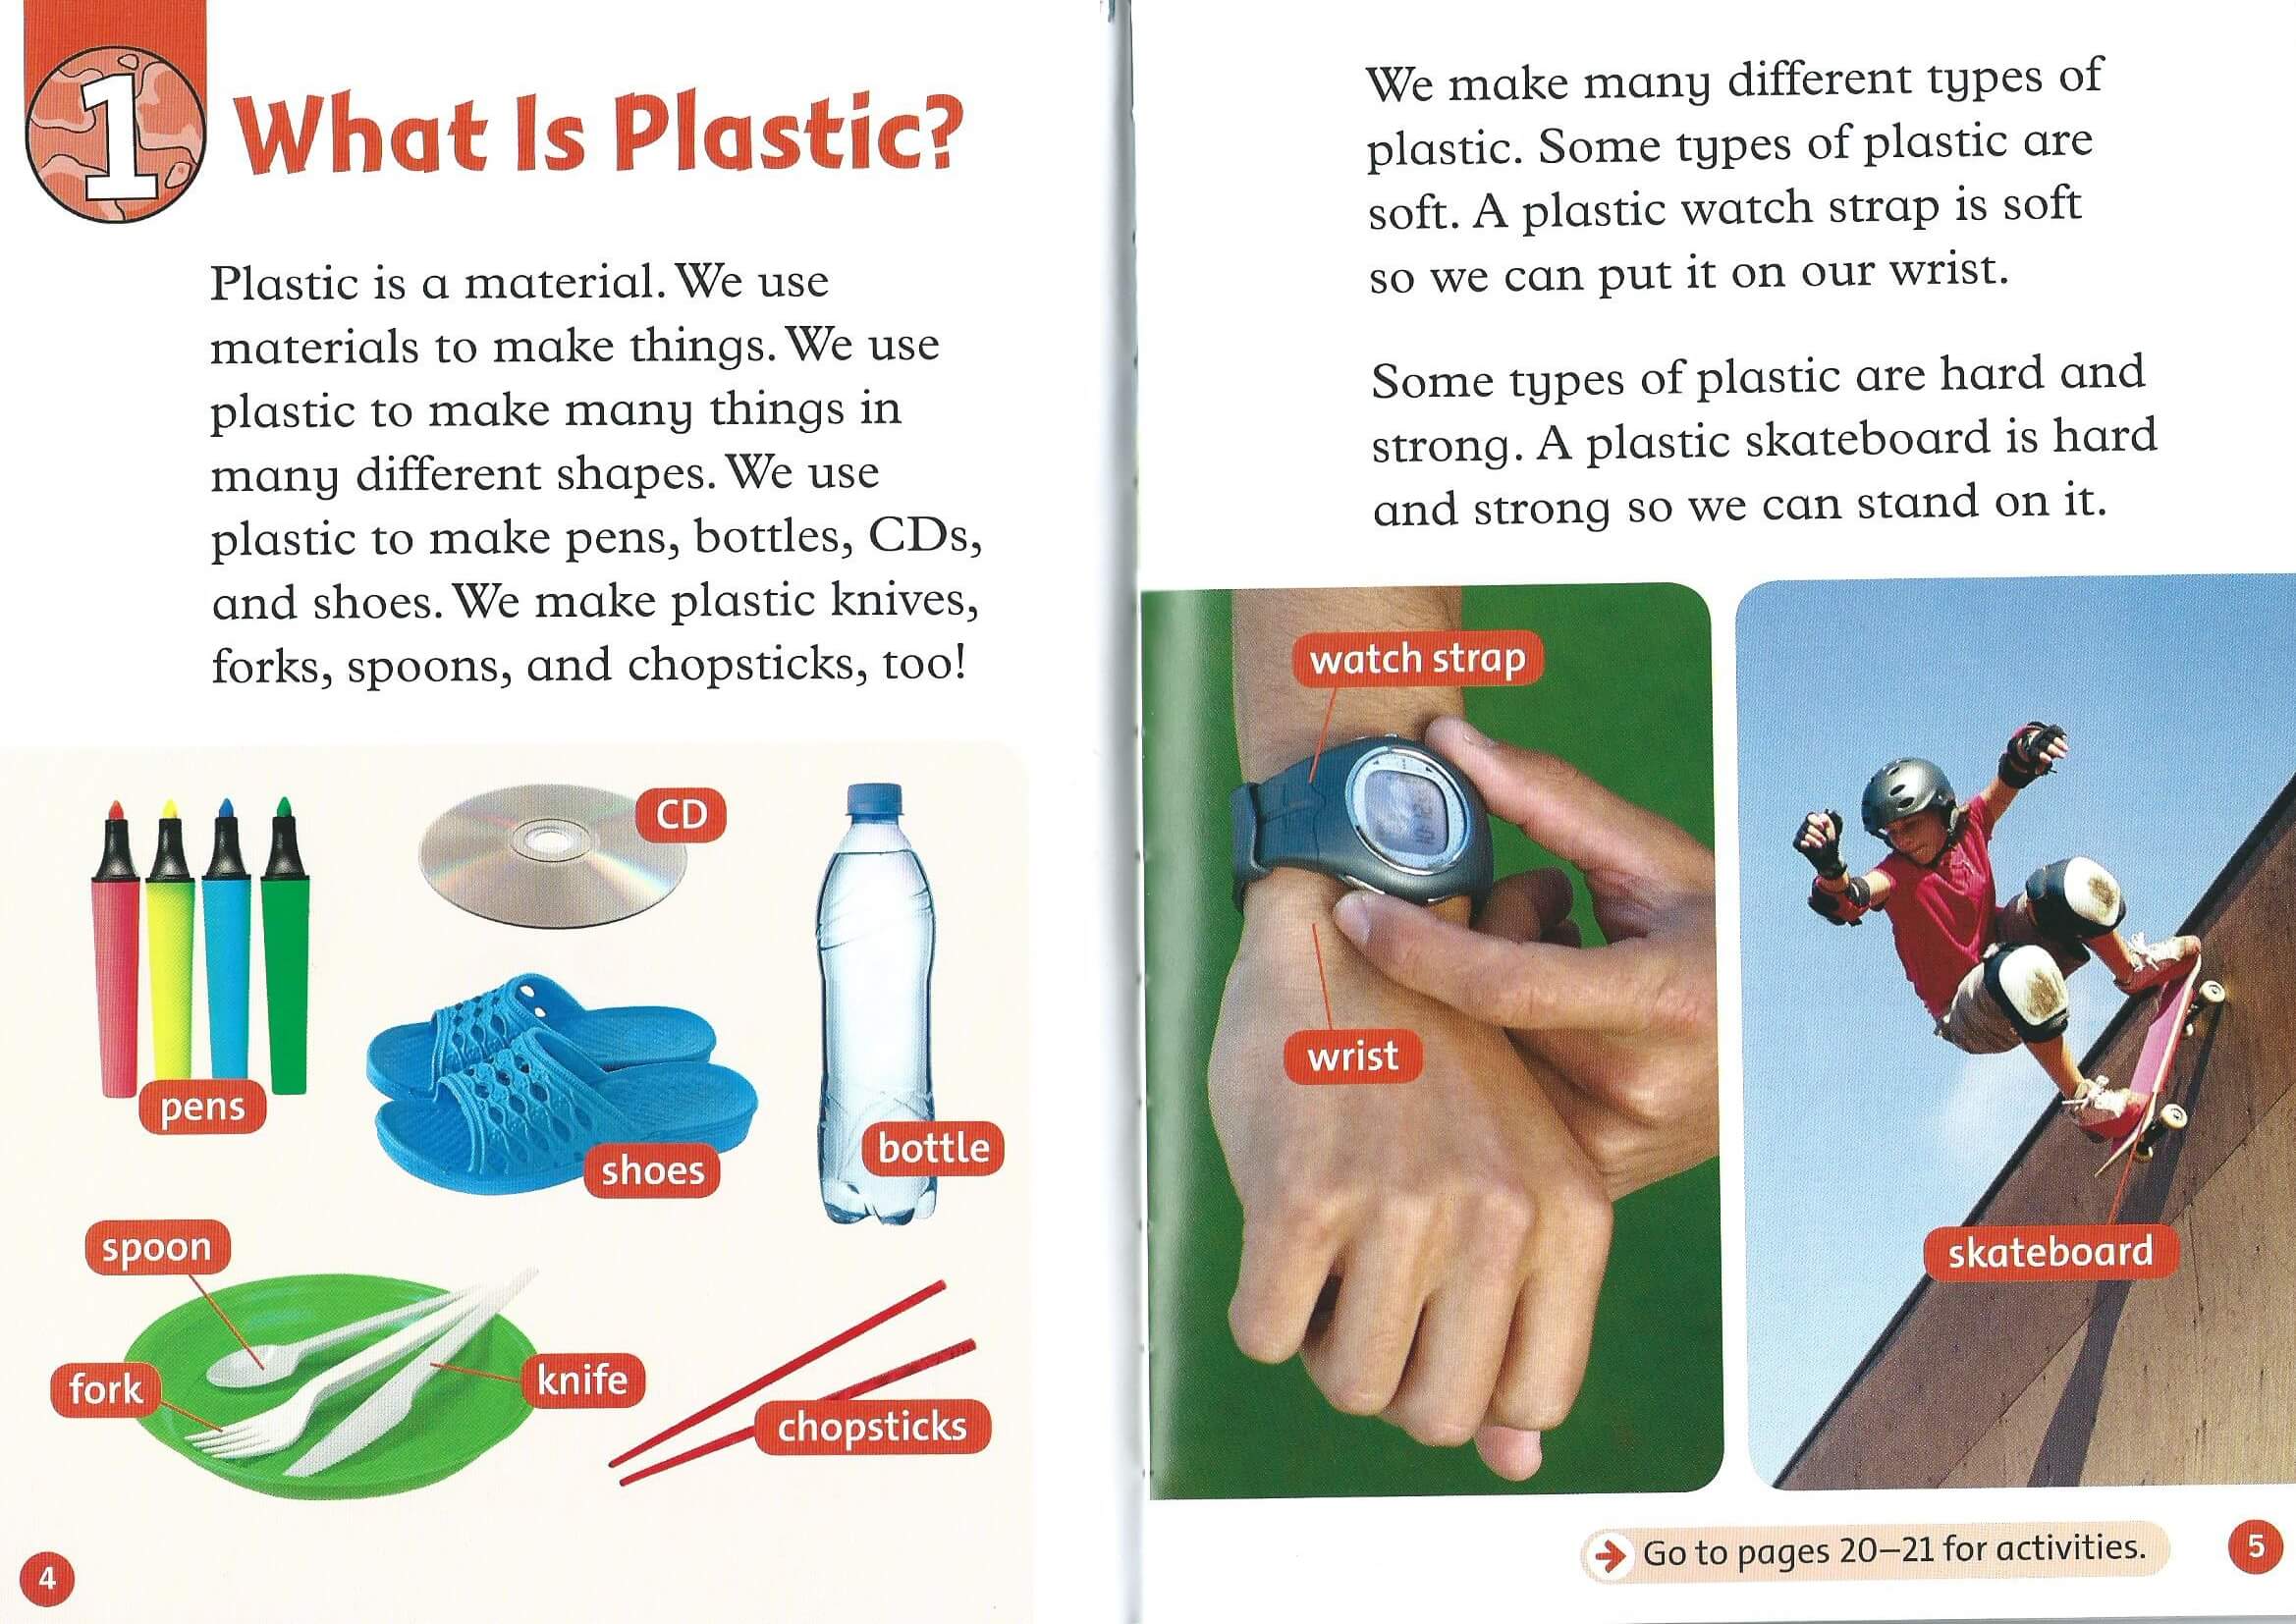 1
What Is Plastic?
Plastic is a material. We use
materials to make things. We use
plastic to make many things in
many different shapes. We use
plastic to make pens, bottles, CDs,
and shoes. We make plastic knives,
forks, spoons, and chopsticks, too!
CD
pens
shoes
bottle
spoon
fork
knife
chopsticks
4
We make many different types of
plastic. Some types of plastic are
soft. A plastic watch strap is soft
so we can put it on our wrist.
Some types of plastic are hard and
strong. A plastic skateboard is hard
and strong so we can stand on it.
watch strap
wrist
skateboard
Go to pages 20–21 for activities.
5